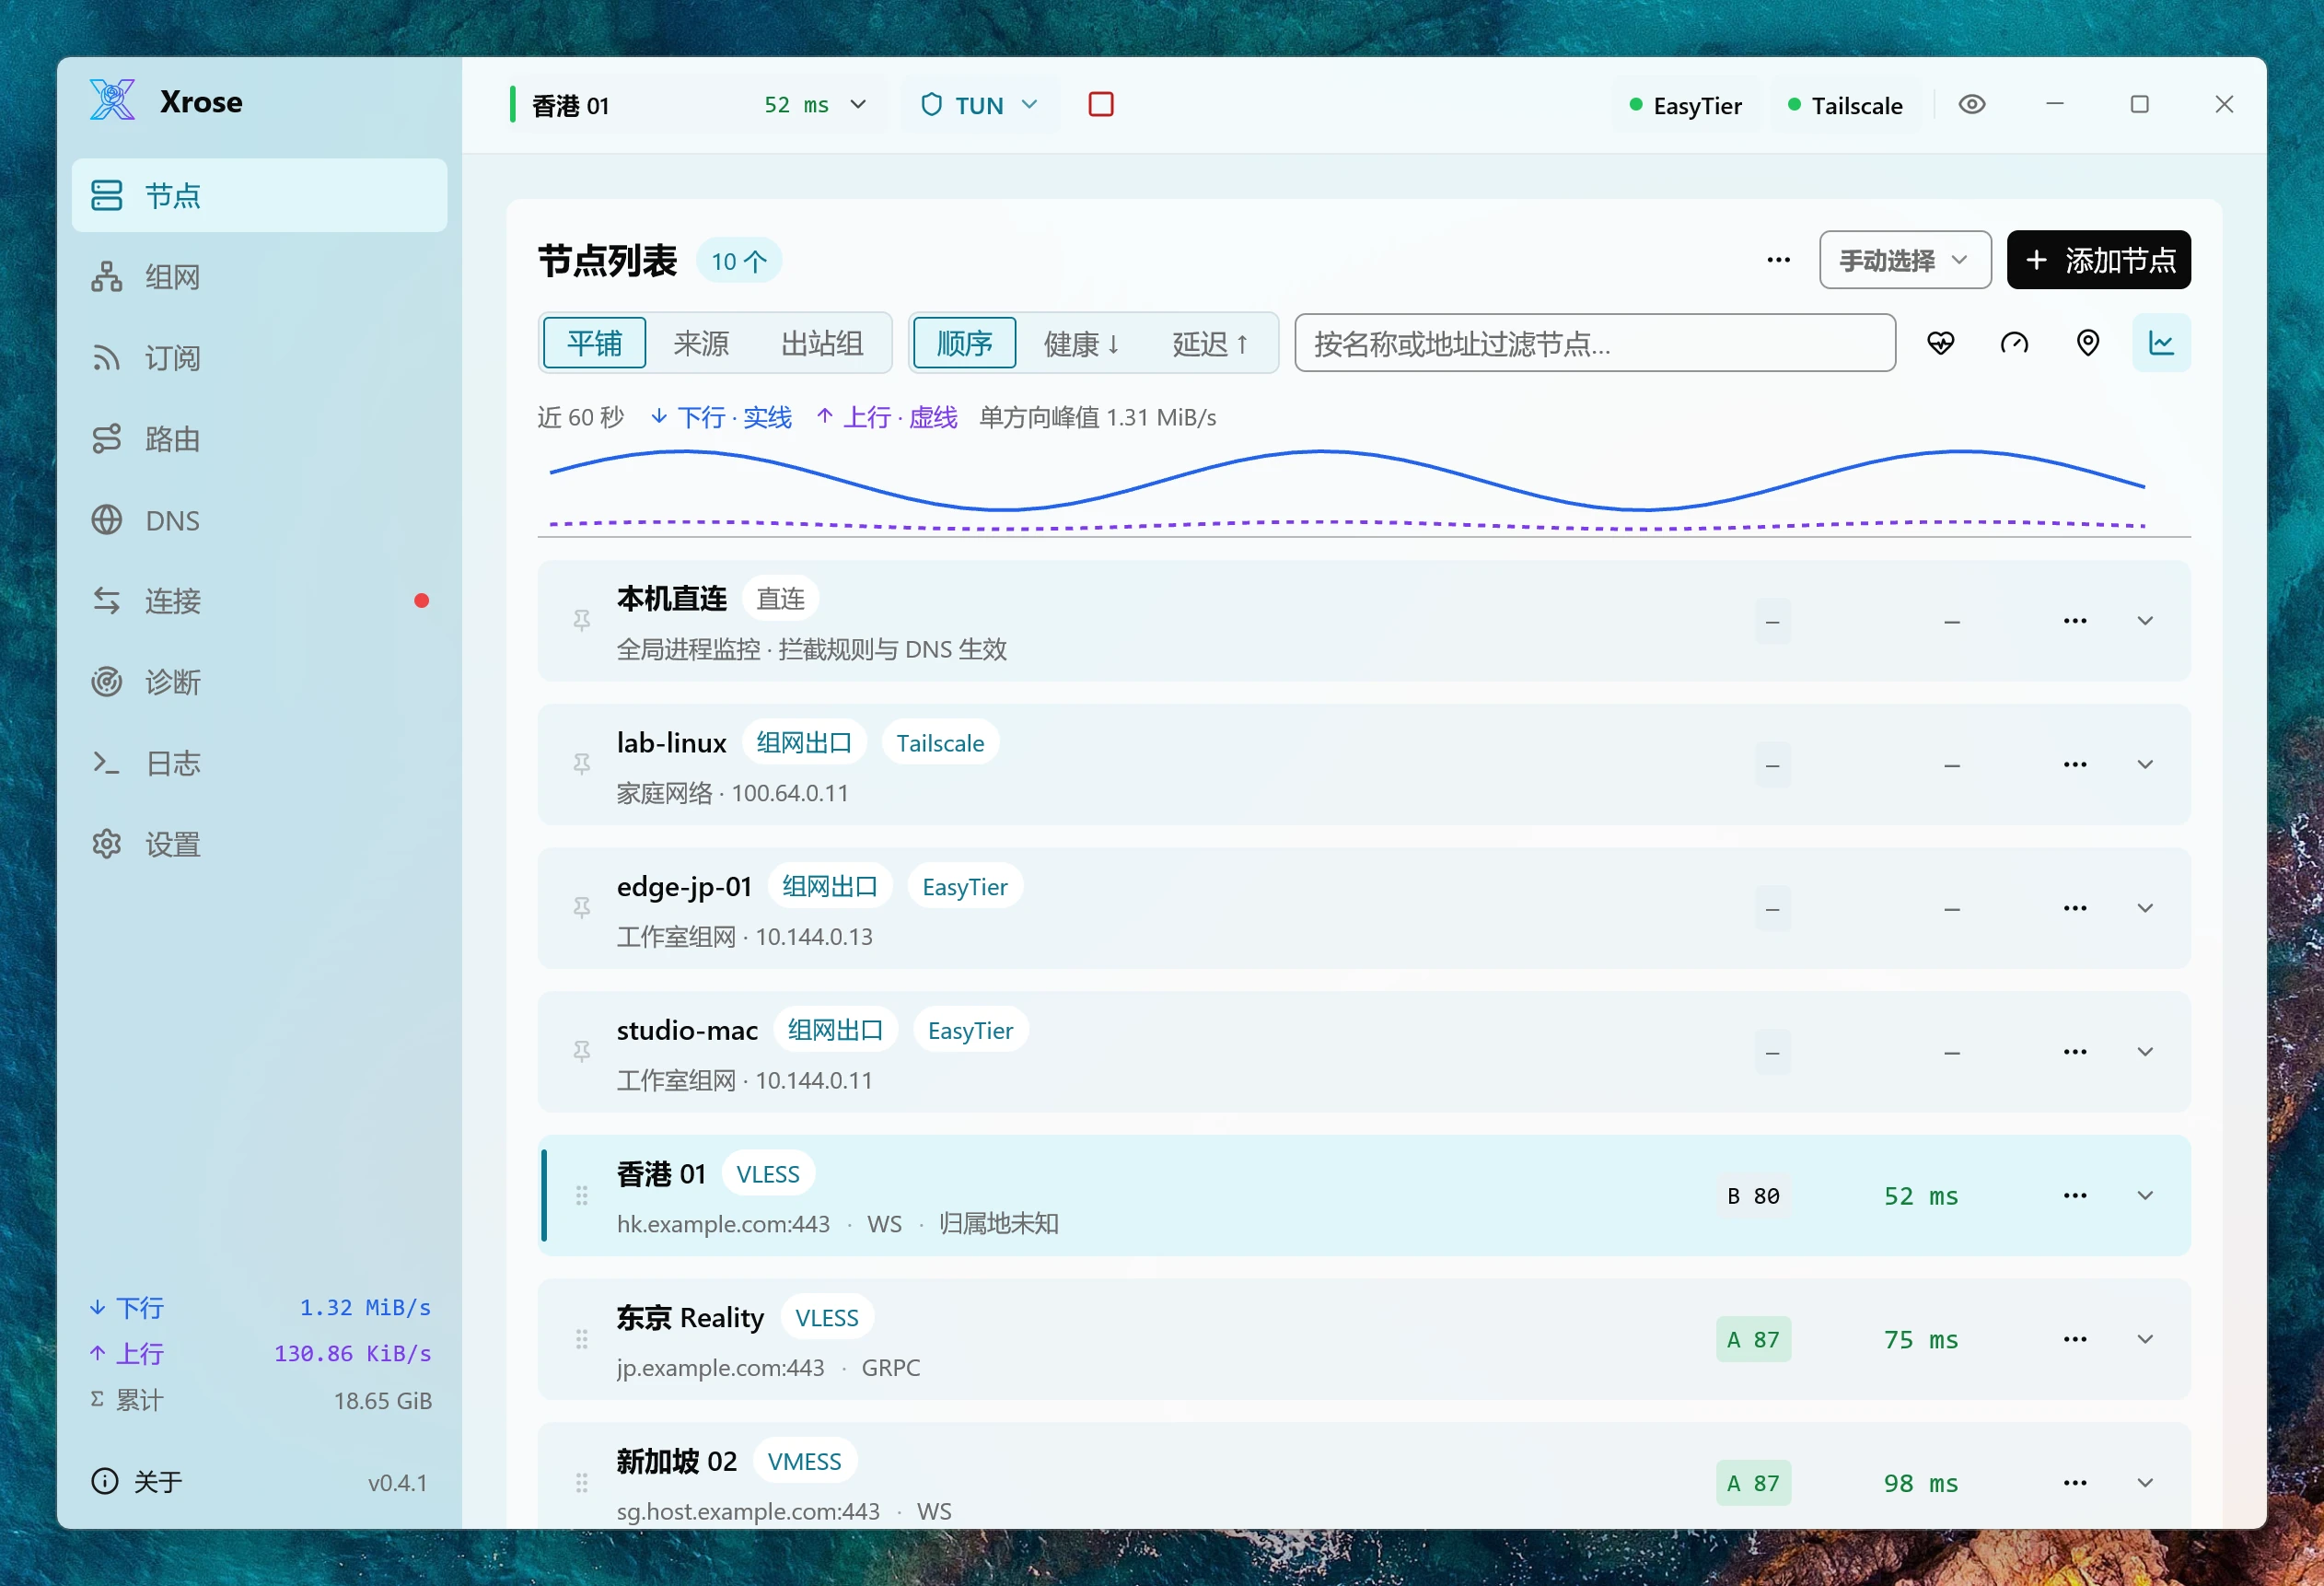 Xrose
香港 01 52 ms TUN EasyTier Tailscale
节点
组网
订阅
路由
DNS
连接
诊断
日志
设置
↓ 下行 1.32 MiB/s
↑ 上行 130.86 KiB/s
Σ 累计 18.65 GiB
关于 v0.4.1
节点列表 10 个 ··· 手动选择 + 添加节点
平铺 来源 出站组 顺序 健康↓ 延迟↑ 按名称或地址过滤节点...
近 60 秒 ↓ 下行 · 实线 ↑ 上行 · 虚线 单方向峰值 1.31 MiB/s
本机直连 直连
全局进程监控 · 拦截规则与 DNS 生效
– –
lab-linux 组网出口 Tailscale
家庭网络 · 100.64.0.11
– –
edge-jp-01 组网出口 EasyTier
工作室组网 · 10.144.0.13
– –
studio-mac 组网出口 EasyTier
工作室组网 · 10.144.0.11
– –
香港 01 VLESS
hk.example.com:443 · WS · 归属地未知
B 80 52 ms
东京 Reality VLESS
jp.example.com:443 · GRPC
A 87 75 ms
新加坡 02 VMESS
sg.host.example.com:443 · WS
A 87 98 ms